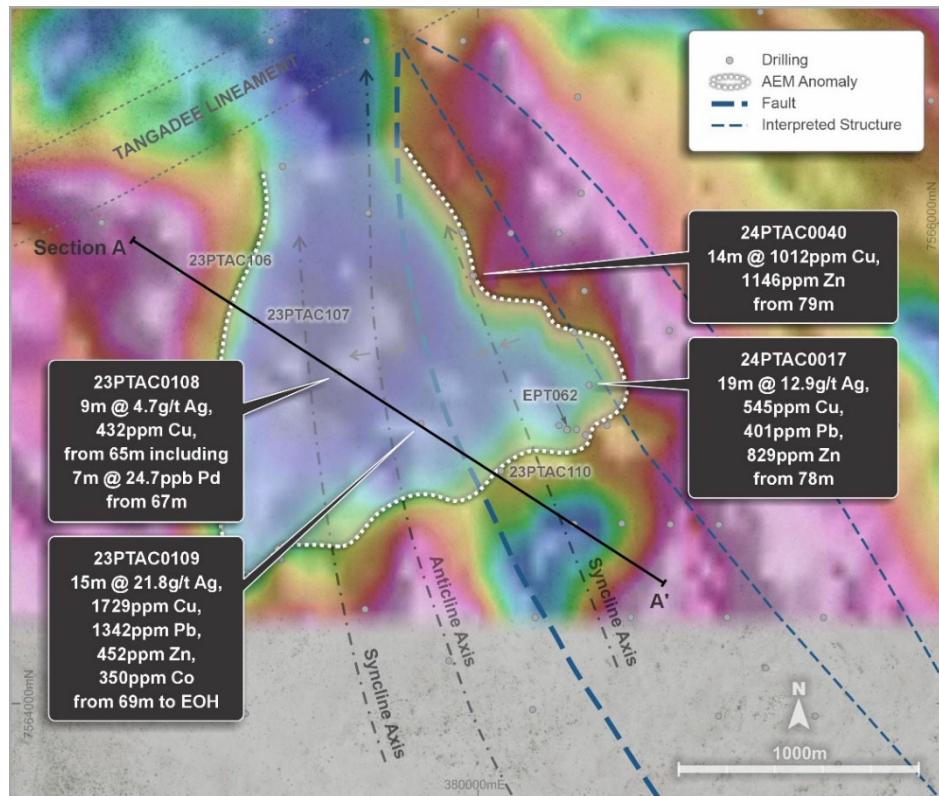 Drilling
AEM Anomaly
Fault
Interpreted Structure
TANGADEE LINEAMENT
7566000mN
Section A
23PTAC106
23PTAC107
24PTAC0040
14m @ 1012ppm Cu,
1146ppm Zn
from 79m
24PTAC0017
19m @ 12.9g/t Ag,
545ppm Cu,
401ppm Pb,
829ppm Zn
from 78m
EPT062
23PTAC110
23PTAC0108
9m @ 4.7g/t Ag,
432ppm Cu,
from 65m including
7m @ 24.7ppb Pd
from 67m
23PTAC0109
15m @ 21.8g/t Ag,
1729ppm Cu,
1342ppm Pb,
452ppm Zn,
350ppm Co
from 69m to EOH
A'
Syncline Axis
Anticline Axis
Syncline Axis
7564000mN
380000mE
N
1000m